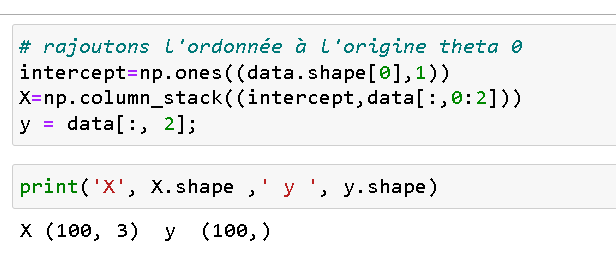 # rajoutons l'ordonnée à l'origine theta 0
intercept=np.ones((data.shape[0],1))
X=np.column_stack((intercept,data[:,0:2]))
y = data[:, 2];
print('X', X.shape ,' y ', y.shape)
X (100, 3)  y  (100,)